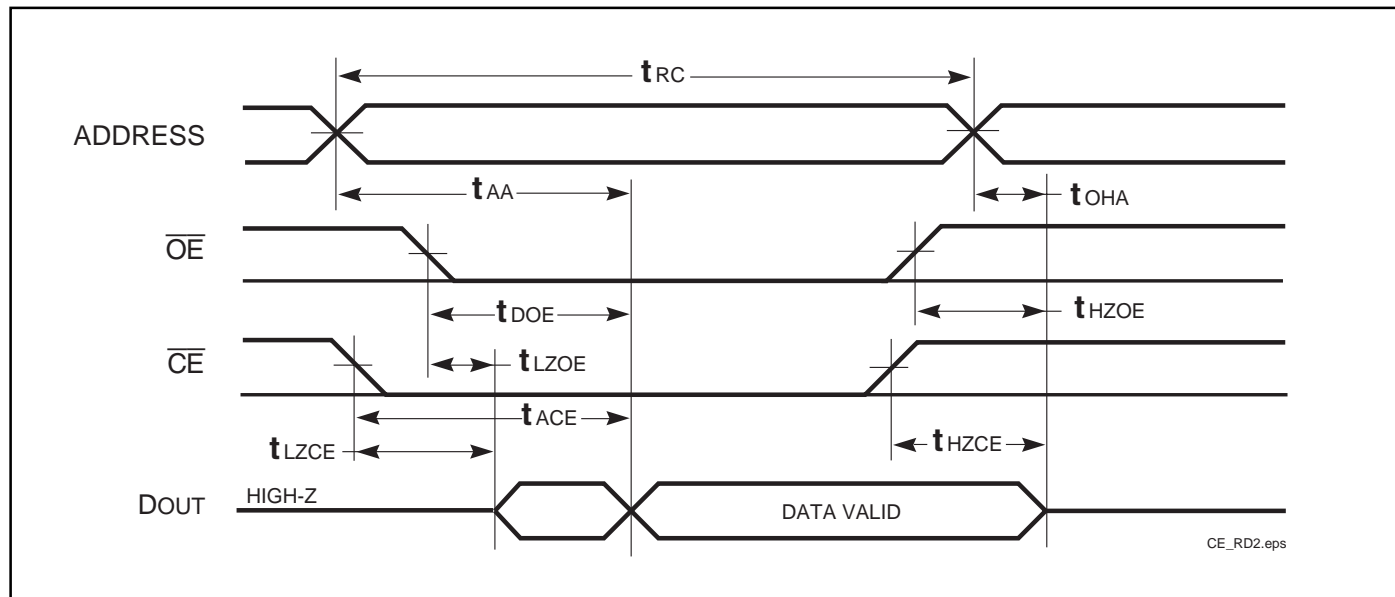 tRC
ADDRESS
tAA
tOHA
OE
tDOE
tHZOE
CE
tLZOE
tACE
tLZCE
tHZCE
DOUT
HIGH-Z
DATA VALID
CE_RD2.eps